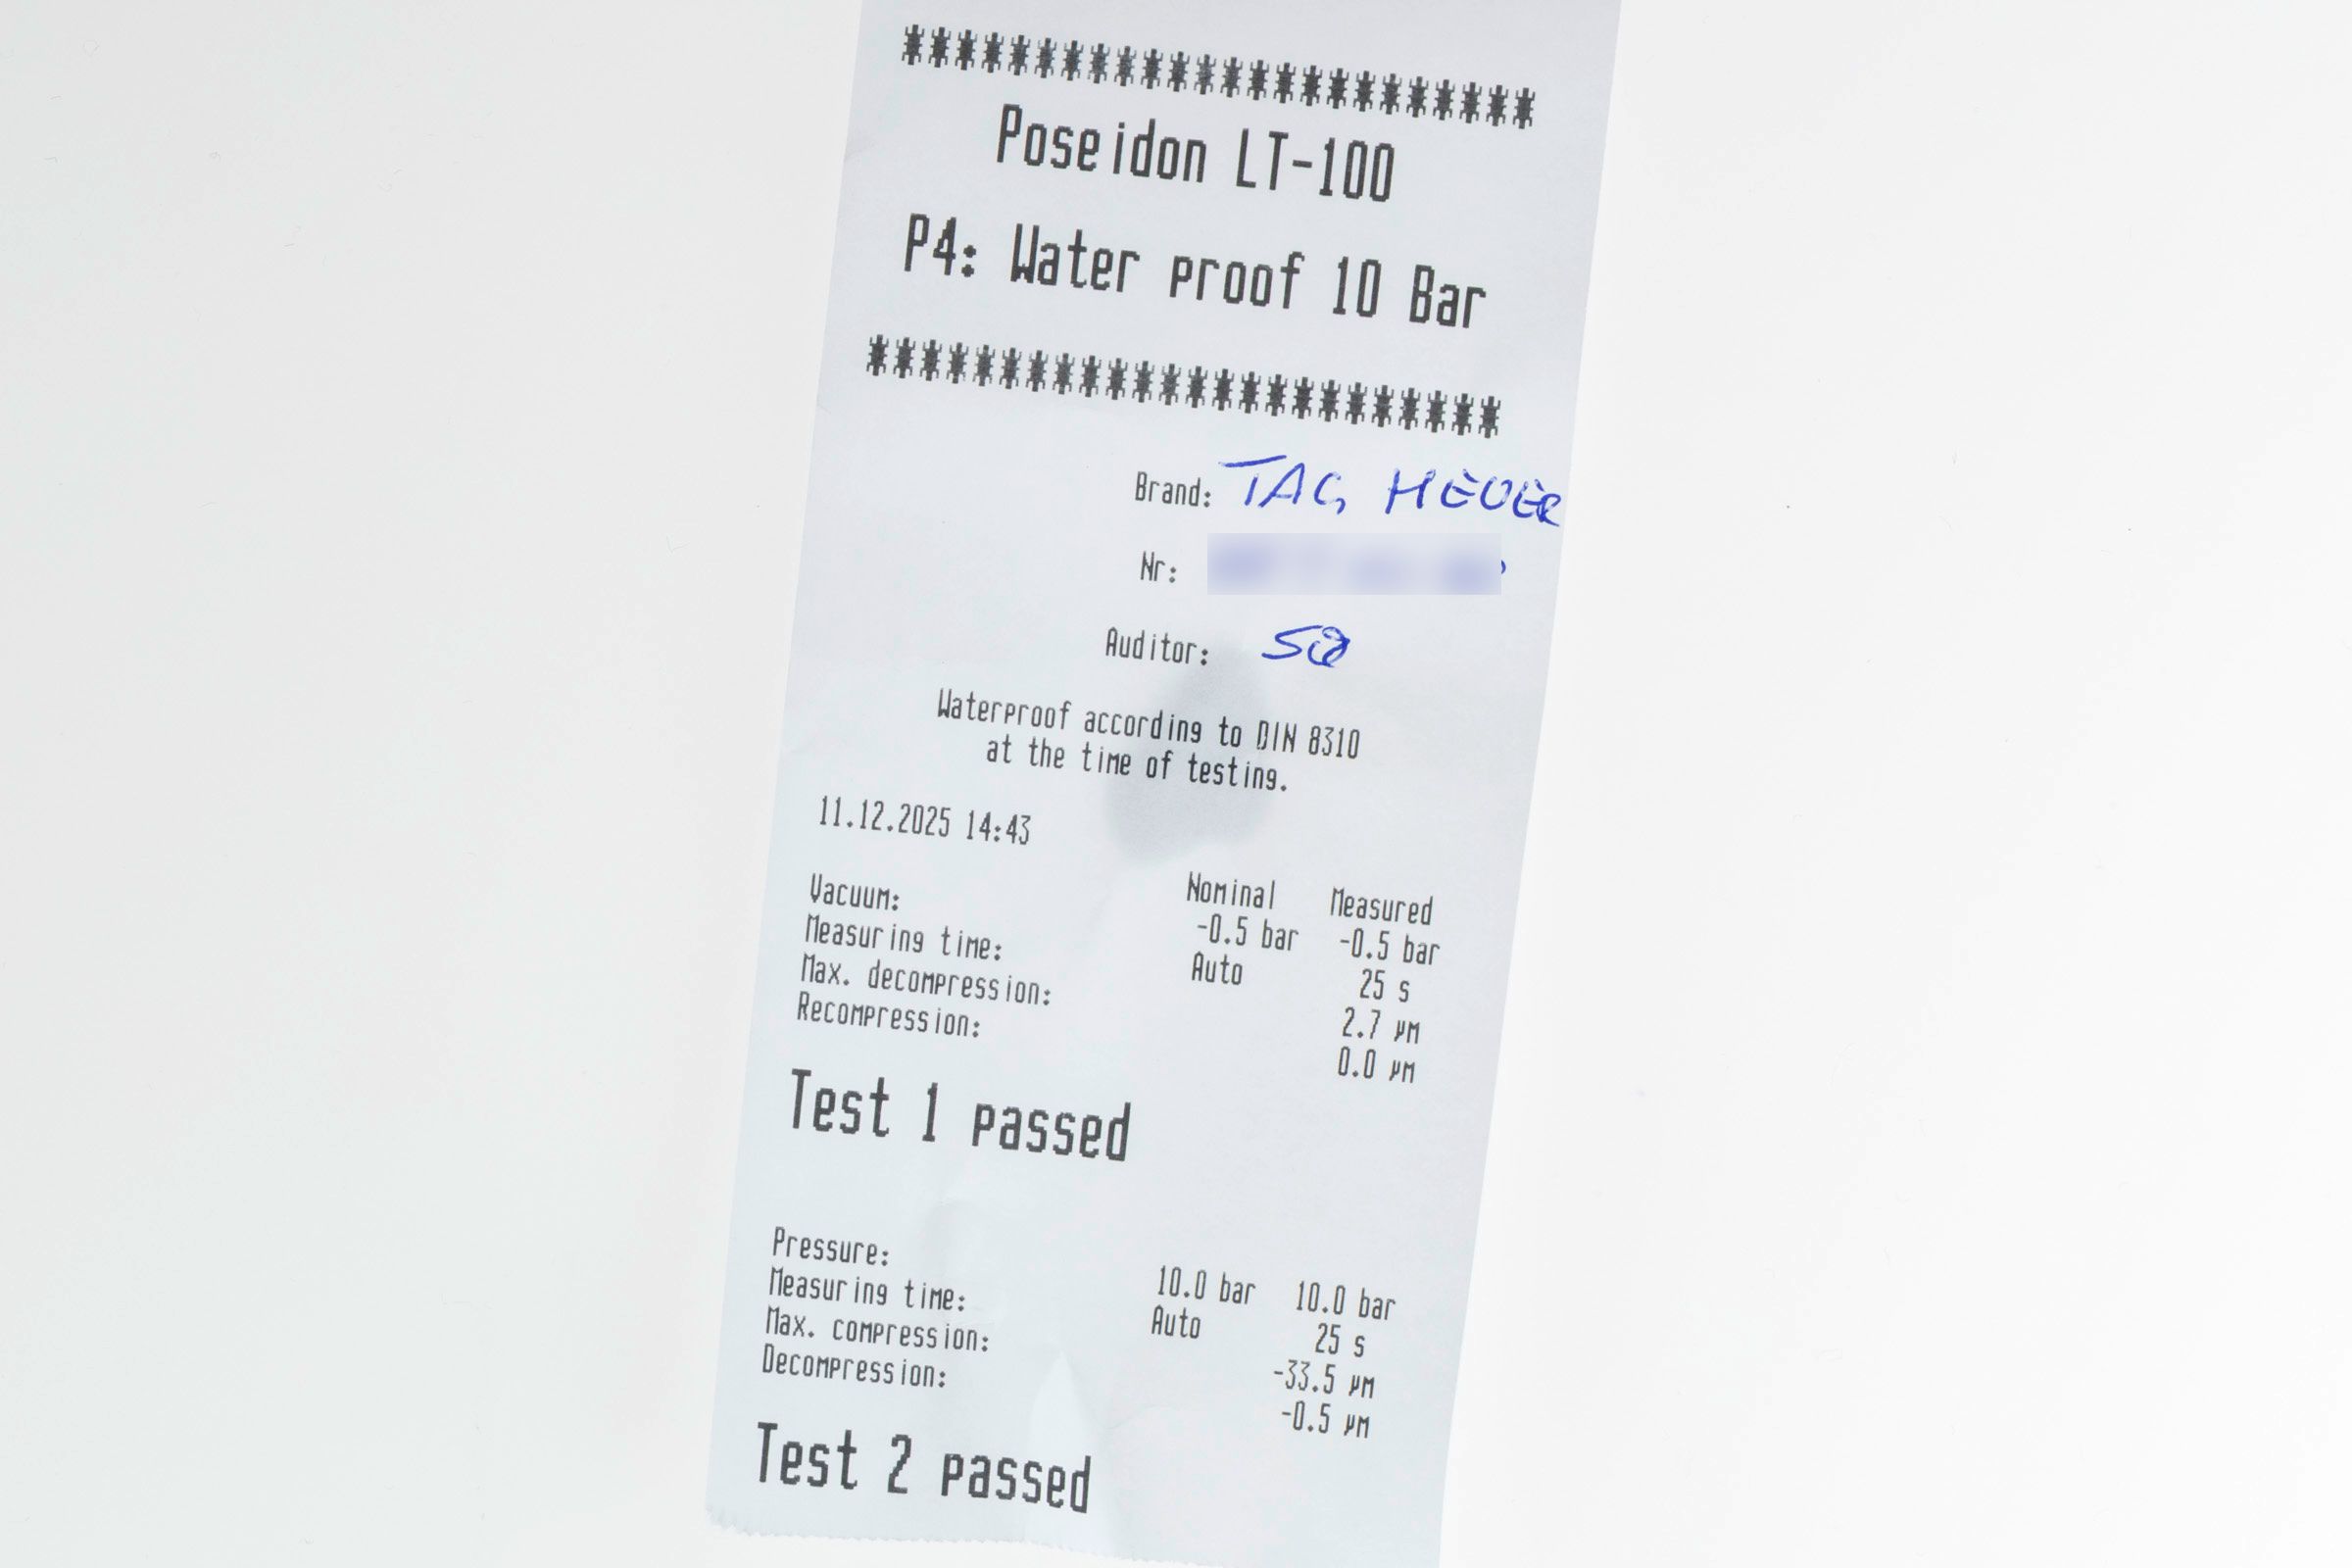 ************************
Poseidon LT-100
P4: Water proof 10 Bar
************************
Brand: TAG HEUER
Nr:
Auditor:
Waterproof according to DIN 8310
at the time of testing.
11.12.2025 14:43
Nominal Measured
Vacuum: -0.5 bar -0.5 bar
Measuring time: Auto 25 s
Max. decompression: 2.7 µm
Recompression: 0.0 µm
Test 1 passed
Pressure: 10.0 bar 10.0 bar
Measuring time: Auto 25 s
Max. compression: -33.5 µm
Decompression: -0.5 µm
Test 2 passed